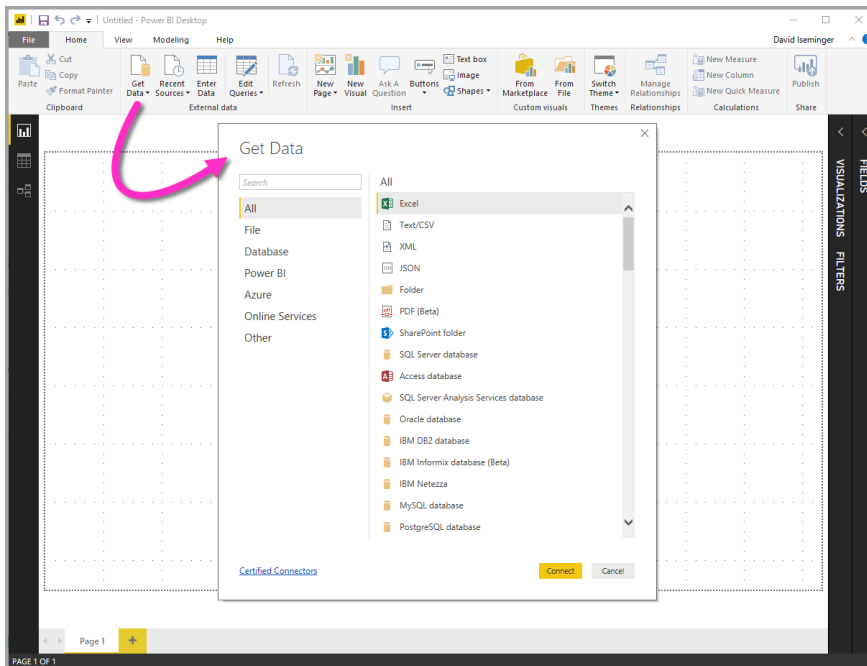 Untitled - Power BI Desktop
File Home View Modeling Help David Iseminger
Paste
Cut
Copy
Format Painter
Get Data
Recent Sources
Enter Data
Edit Queries
Refresh
New Page
New Visual
Ask A Question
Buttons
Text box
Image
Shapes
From Marketplace
From File
Switch Theme
Manage Relationships
New Measure
New Column
New Quick Measure
Publish
Clipboard External data Insert Custom visuals Themes Relationships Calculations Share
Get Data
Search
All
File
Database
Power BI
Azure
Online Services
Other
All
Excel
Text/CSV
XML
JSON
Folder
PDF (Beta)
SharePoint folder
SQL Server database
Access database
SQL Server Analysis Services database
Oracle database
IBM DB2 database
IBM Informix database (Beta)
IBM Netezza
MySQL database
PostgreSQL database
Certified Connectors
Connect Cancel
VISUALIZATIONS
FILTERS
FIELDS
Page 1
PAGE 1 OF 1